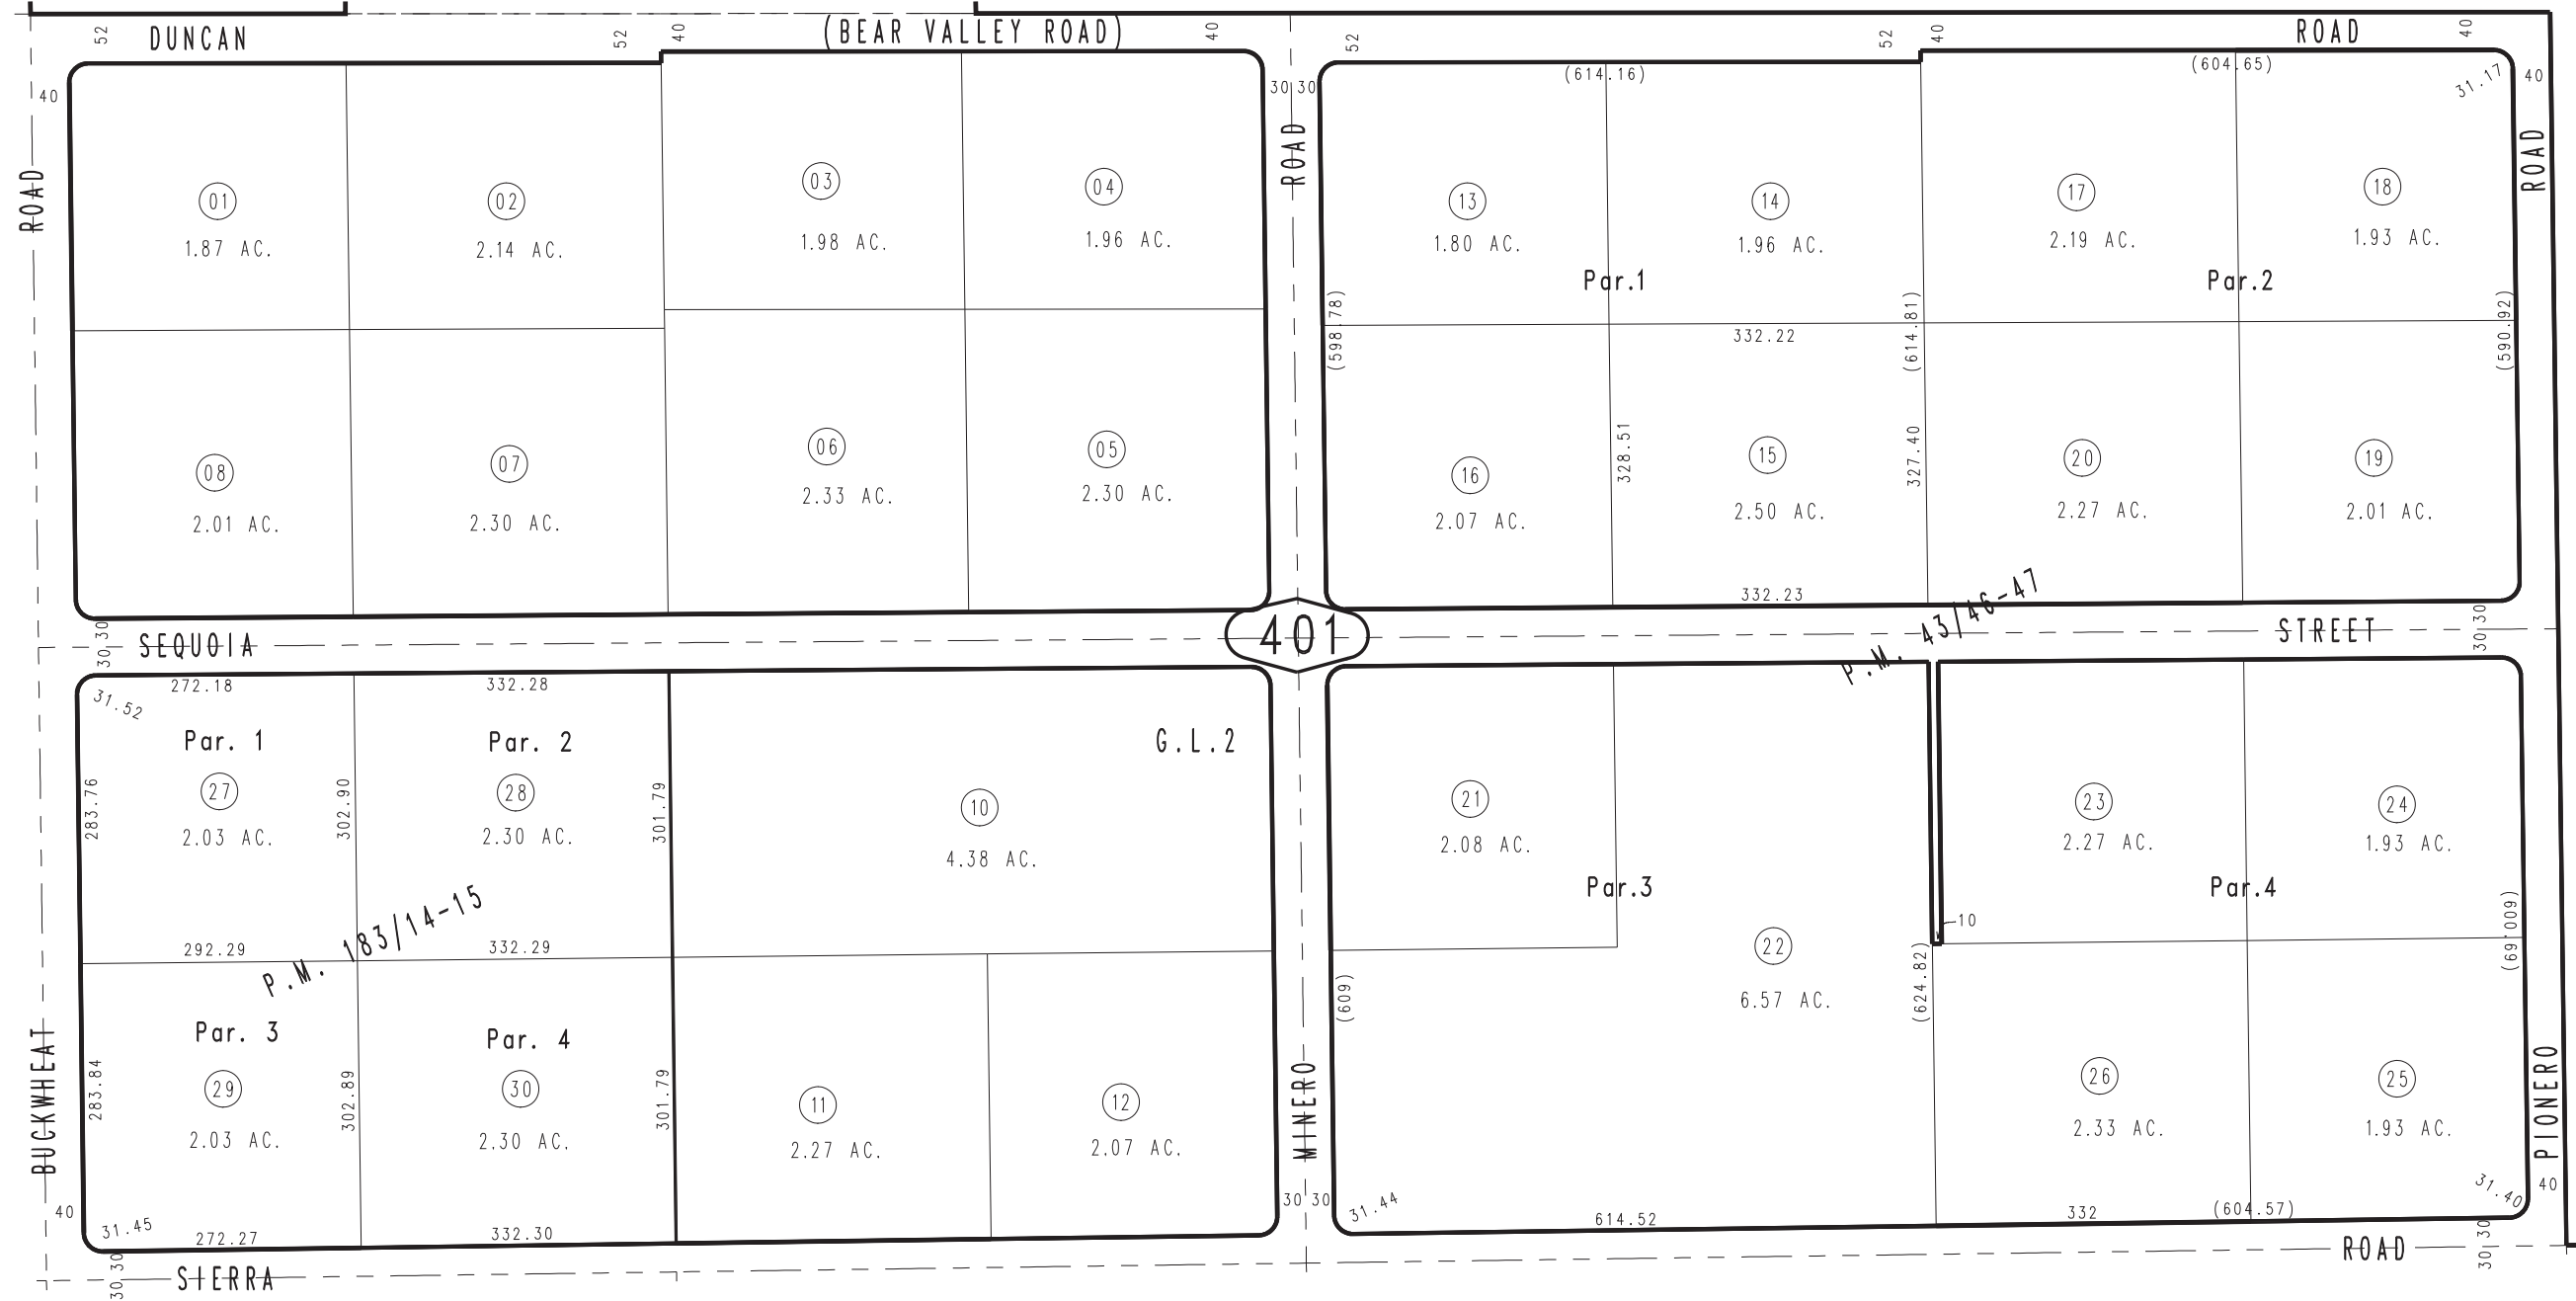 52
DUNCAN
52
40
(BEAR VALLEY ROAD)
40
52
52
40
ROAD
40
40
30 30
(614.16)
(604.65)
31.17
40
ROAD
ROAD
ROAD
01
1.87 AC.
02
2.14 AC.
03
1.98 AC.
04
1.96 AC.
13
1.80 AC.
14
1.96 AC.
17
2.19 AC.
18
1.93 AC.
Par.1
Par.2
(598.78)
332.22
(614.81)
(590.92)
08
2.01 AC.
07
2.30 AC.
06
2.33 AC.
05
2.30 AC.
16
2.07 AC.
328.51
15
2.50 AC.
327.40
20
2.27 AC.
19
2.01 AC.
332.23
30 30
SEQUOIA
401
P.M. 43/46-47
STREET
30 30
31.52
272.18
332.28
Par. 1
Par. 2
G.L.2
283.76
27
2.03 AC.
302.90
28
2.30 AC.
301.79
10
4.38 AC.
21
2.08 AC.
23
2.27 AC.
24
1.93 AC.
Par.3
Par.4
10
(600.69)
292.29
332.29
P.M. 183/14-15
22
6.57 AC.
(609)
(624.82)
Par. 3
Par. 4
BUCKWHEAT
283.84
29
2.03 AC.
302.89
30
2.30 AC.
301.79
11
2.27 AC.
12
2.07 AC.
MINERO
26
2.33 AC.
25
1.93 AC.
PIONERO
40
31.45
272.27
332.30
30 30
31.44
614.52
332
(604.57)
31.40
40
30 30
SIERRA
ROAD
30 30